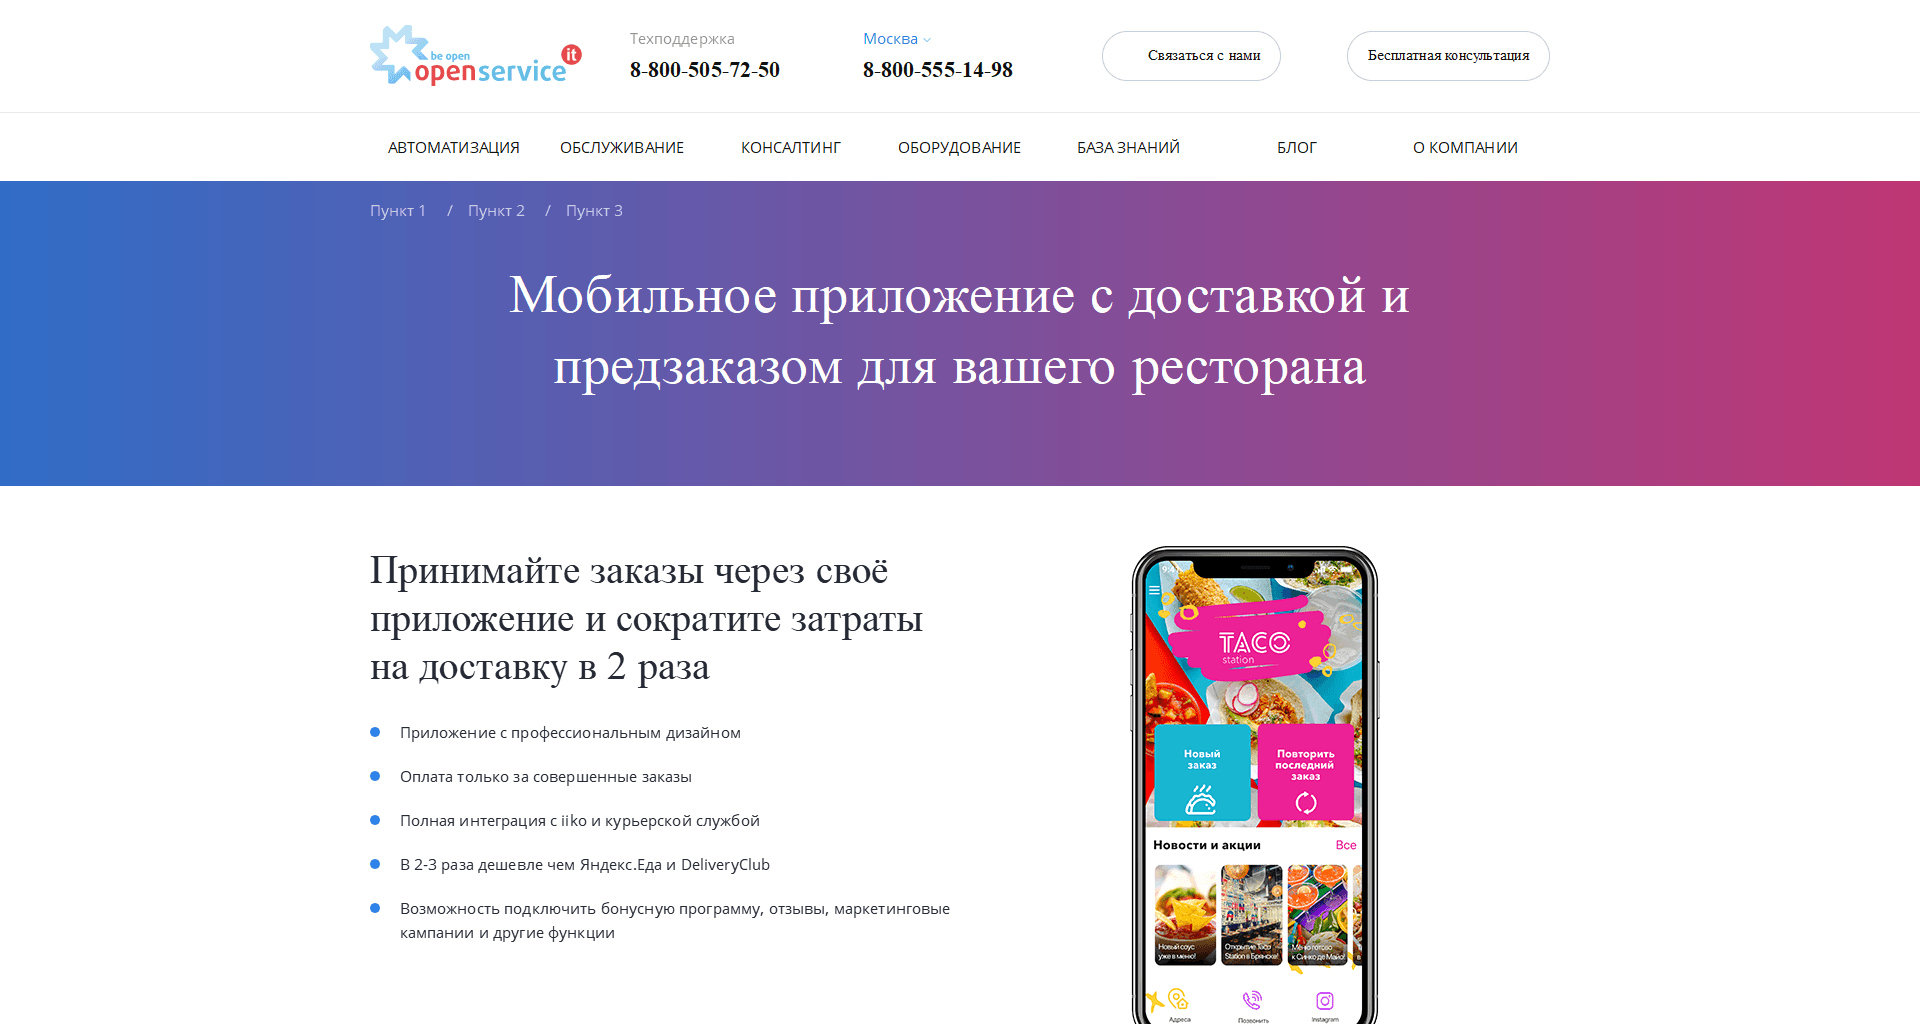 be open
openservice it
Техподдержка
8-800-505-72-50
Москва
8-800-555-14-98
Связаться с нами
Бесплатная консультация
АВТОМАТИЗАЦИЯ
ОБСЛУЖИВАНИЕ
КОНСАЛТИНГ
ОБОРУДОВАНИЕ
БАЗА ЗНАНИЙ
БЛОГ
О КОМПАНИИ
Пункт 1 / Пункт 2 / Пункт 3
Мобильное приложение с доставкой и
предзаказом для вашего ресторана
Принимайте заказы через своё
приложение и сократите затраты
на доставку в 2 раза
Приложение с профессиональным дизайном
Оплата только за совершенные заказы
Полная интеграция с iiko и курьерской службой
В 2-3 раза дешевле чем Яндекс.Еда и DeliveryClub
Возможность подключить бонусную программу, отзывы, маркетинговые
кампании и другие функции
TACO
station
Новый
заказ
Повторить
последний
заказ
Новости и акции
Все
Новый соус
уже в меню!
Открытие Taco
Station в Брянске!
Меню готово
к Синко де Майо!
Адреса
Позвонить
Instagram